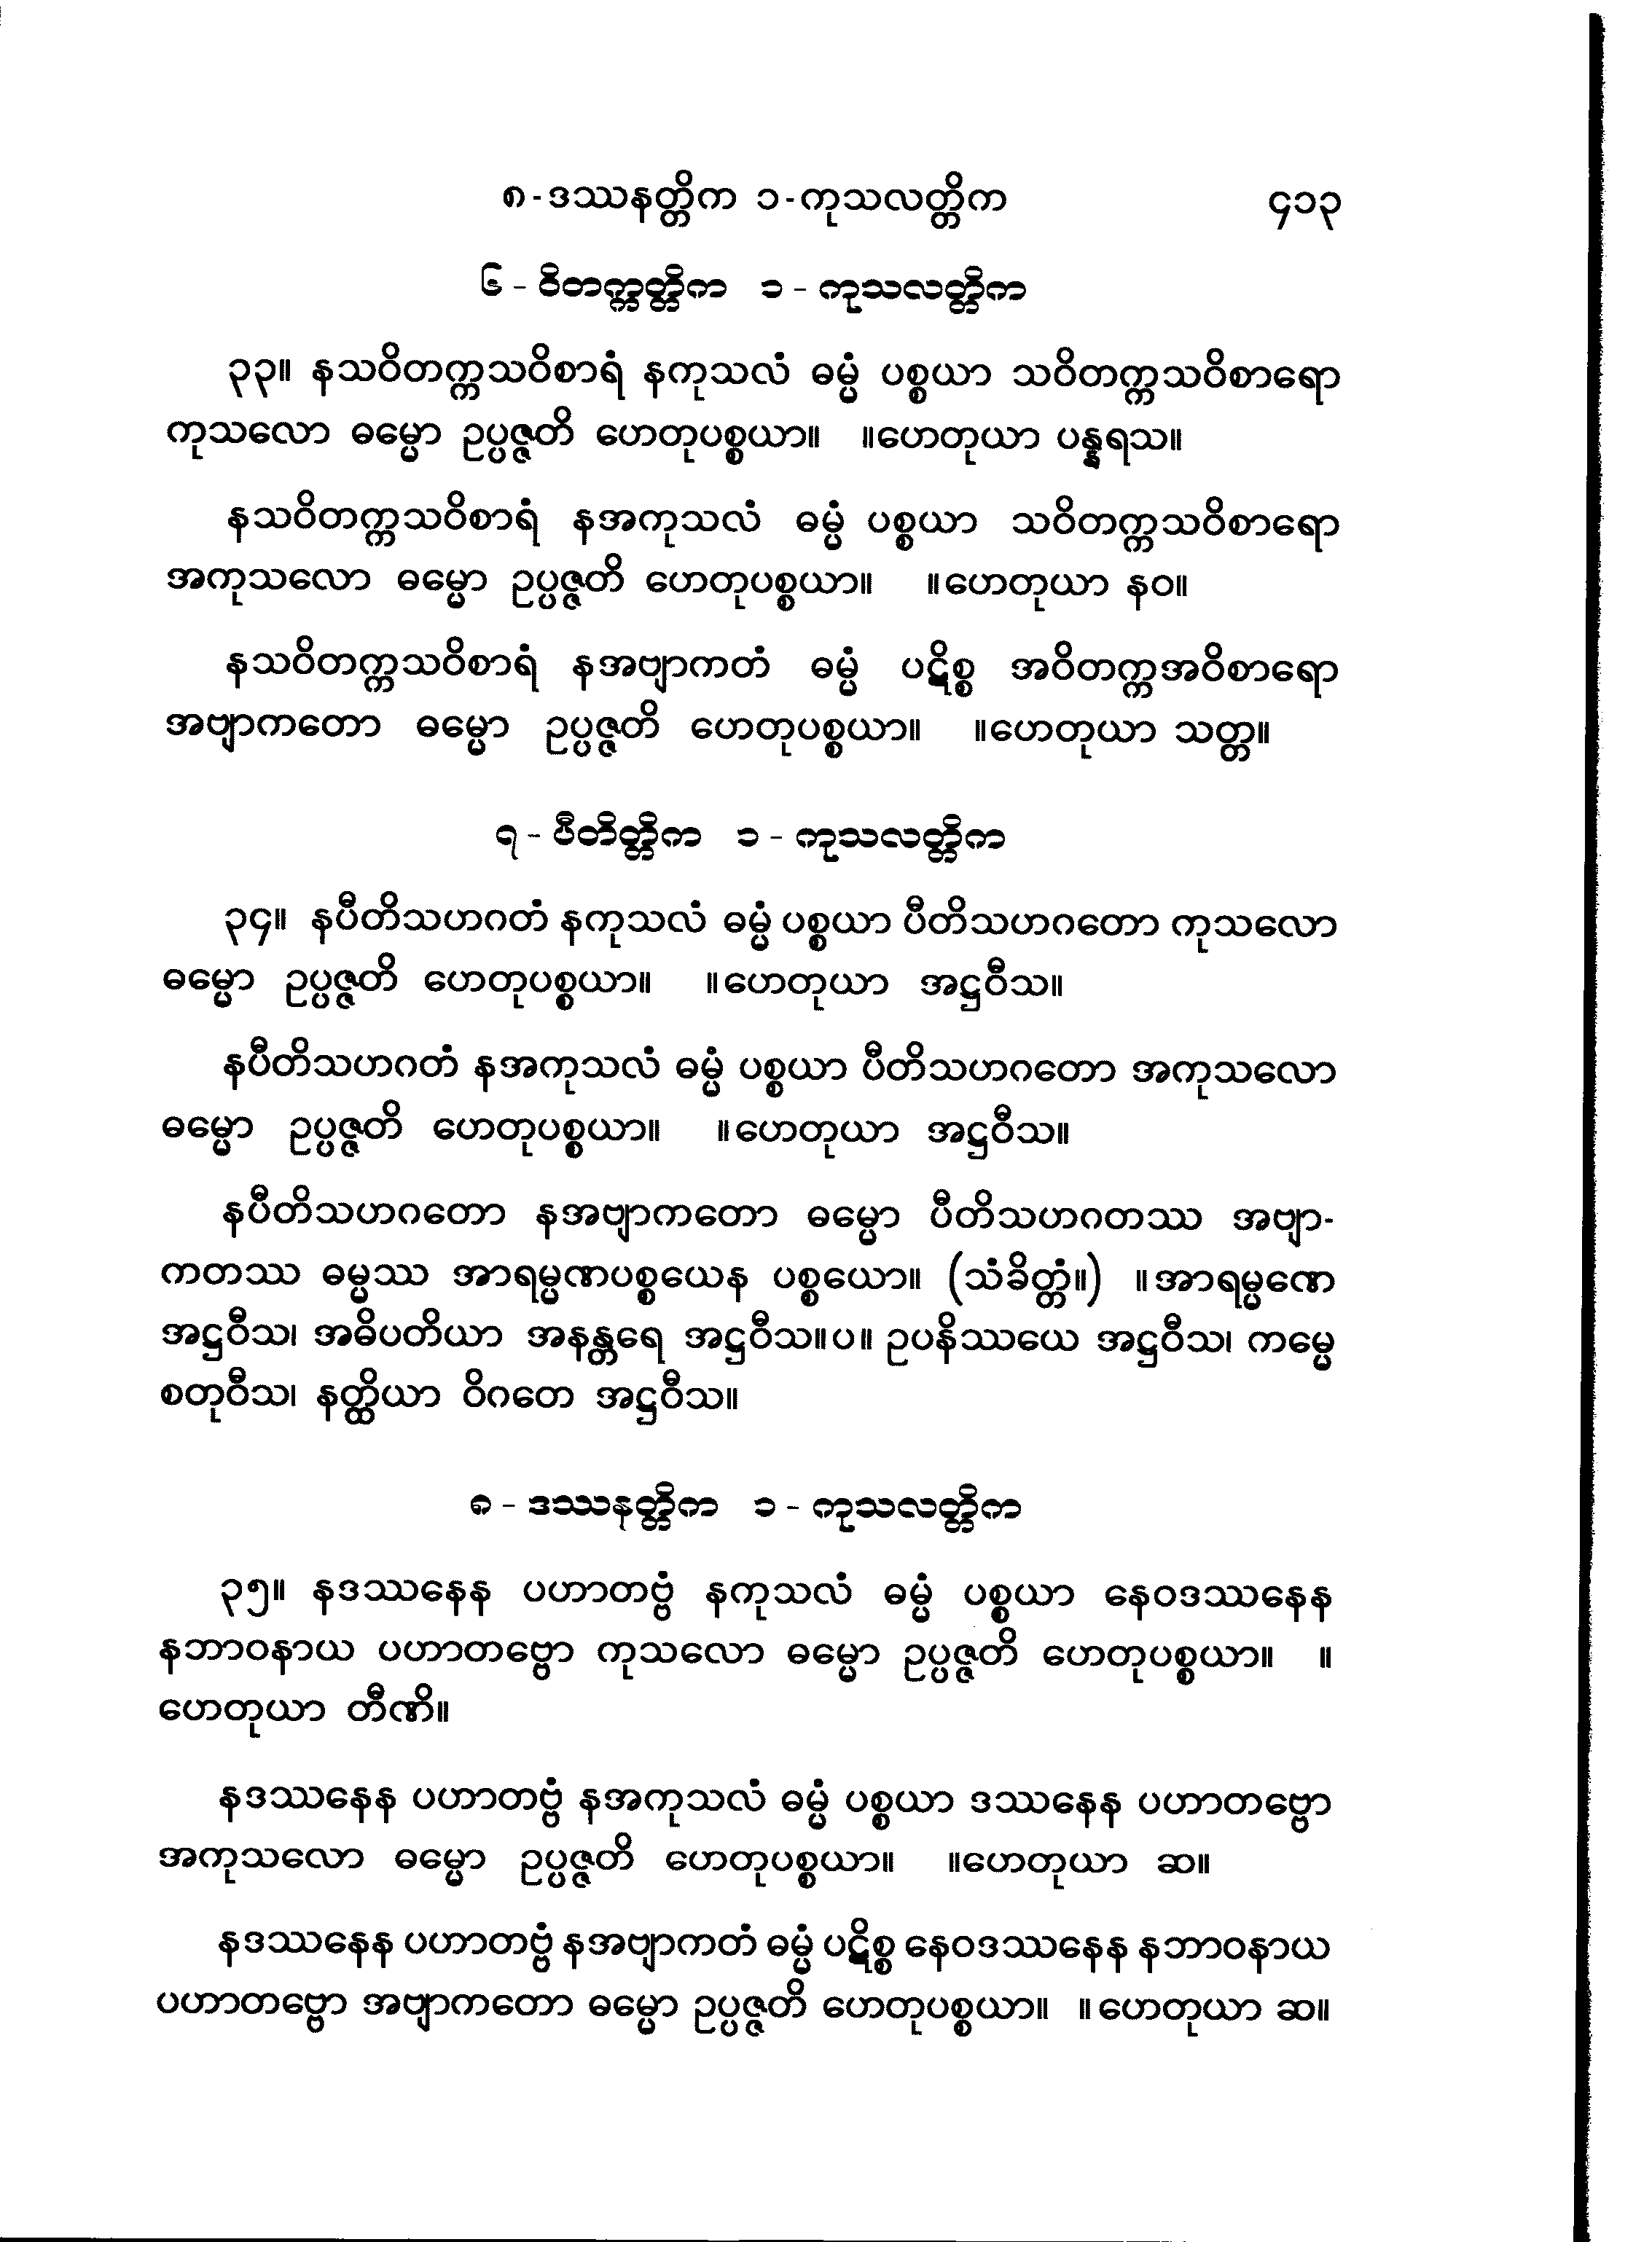 ၈-ဒဿနတ္တိက ၁-ကုသလတ္တိက ၄၁၃
၆ - ဝိတက္ကတ္တိက ၁ - ကုသလတ္တိက
၃၃။ နသဝိတက္ကသဝိစာရံ နကုသလံ ဓမ္မံ ပစ္စယာ သဝိတက္ကသဝိစာရော
ကုသလော ဓမ္မော ဥပ္ပဇ္ဇတိ ဟေတုပစ္စယာ။ ။ဟေတုယာ ပန္နရသ။
နသဝိတက္ကသဝိစာရံ နအကုသလံ ဓမ္မံ ပစ္စယာ သဝိတက္ကသဝိစာရော
အကုသလော ဓမ္မော ဥပ္ပဇ္ဇတိ ဟေတုပစ္စယာ။ ။ဟေတုယာ နဝ။
နသဝိတက္ကသဝိစာရံ နအဗျာကတံ ဓမ္မံ ပဋိစ္စ အဝိတက္ကအဝိစာရော
အဗျာကတော ဓမ္မော ဥပ္ပဇ္ဇတိ ဟေတုပစ္စယာ။ ။ဟေတုယာ သတ္တ။
၇ - ပီတိတ္တိက ၁ - ကုသလတ္တိက
၃၄။ နပီတိသဟဂတံ နကုသလံ ဓမ္မံ ပစ္စယာ ပီတိသဟဂတော ကုသလော
ဓမ္မော ဥပ္ပဇ္ဇတိ ဟေတုပစ္စယာ။ ။ဟေတုယာ အဋ္ဌဝီသ။
နပီတိသဟဂတံ နအကုသလံ ဓမ္မံ ပစ္စယာ ပီတိသဟဂတော အကုသလော
ဓမ္မော ဥပ္ပဇ္ဇတိ ဟေတုပစ္စယာ။ ။ဟေတုယာ အဋ္ဌဝီသ။
နပီတိသဟဂတော နအဗျာကတော ဓမ္မော ပီတိသဟဂတဿ အဗျာ-
ကတဿ ဓမ္မဿ အာရမ္မဏပစ္စယေန ပစ္စယော။ (သံခိတ္တံ။) ။အာရမ္မဏေ
အဋ္ဌဝီသ၊ အဓိပတိယာ အနန္တရေ အဋ္ဌဝီသ။ပ။ ဥပနိဿယေ အဋ္ဌဝီသ၊ ကမ္မေ
စတုဝီသ၊ နတ္ထိယာ ဝိဂတေ အဋ္ဌဝီသ။
၈ - ဒဿနတ္တိက ၁ - ကုသလတ္တိက
၃၅။ နဒဿနေန ပဟာတဗ္ဗံ နကုသလံ ဓမ္မံ ပစ္စယာ နေဝဒဿနေန
နဘာဝနာယ ပဟာတဗ္ဗော ကုသလော ဓမ္မော ဥပ္ပဇ္ဇတိ ဟေတုပစ္စယာ။ ။
ဟေတုယာ တီဏိ။
နဒဿနေန ပဟာတဗ္ဗံ နအကုသလံ ဓမ္မံ ပစ္စယာ ဒဿနေန ပဟာတဗ္ဗော
အကုသလော ဓမ္မော ဥပ္ပဇ္ဇတိ ဟေတုပစ္စယာ။ ။ဟေတုယာ ဆ။
နဒဿနေန ပဟာတဗ္ဗံ နအဗျာကတံ ဓမ္မံ ပဋိစ္စ နေဝဒဿနေန နဘာဝနာယ
ပဟာတဗ္ဗော အဗျာကတော ဓမ္မော ဥပ္ပဇ္ဇတိ ဟေတုပစ္စယာ။ ။ဟေတုယာ ဆ။